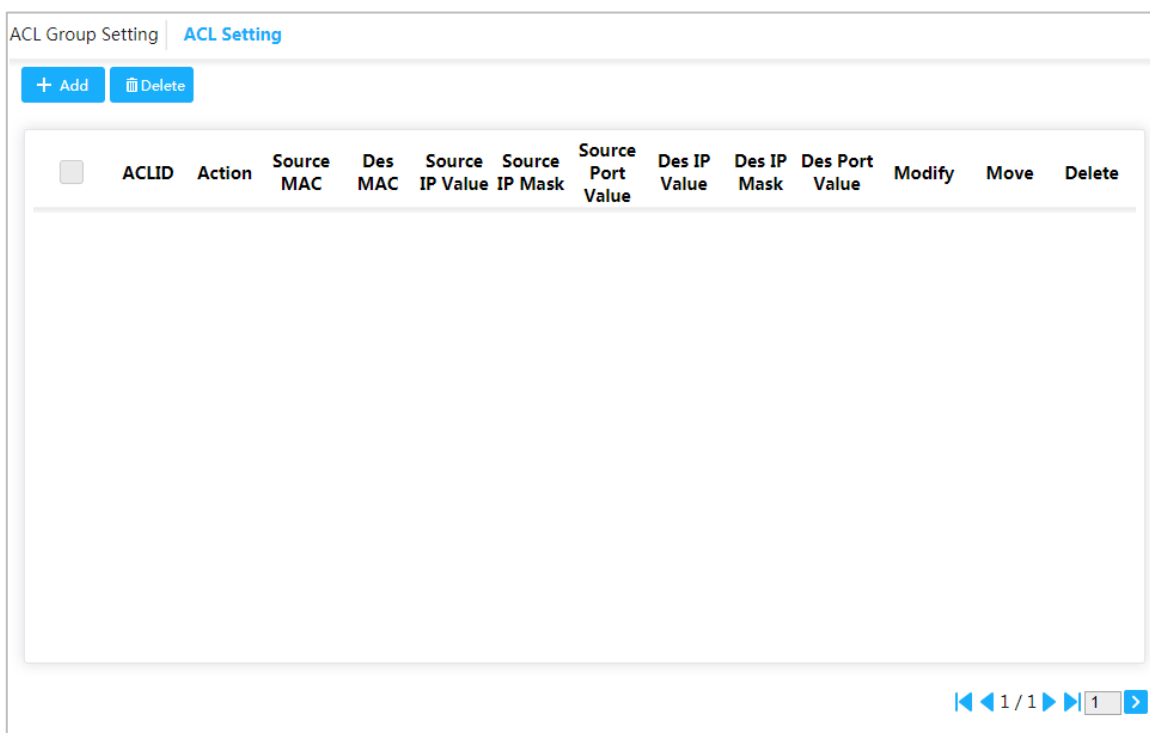 ACL Group Setting ACL Setting
+ Add Delete
ACLID Action Source MAC Des MAC Source IP Value Source IP Mask Source Port Value Des IP Value Des IP Mask Des Port Value Modify Move Delete
1 / 1 1